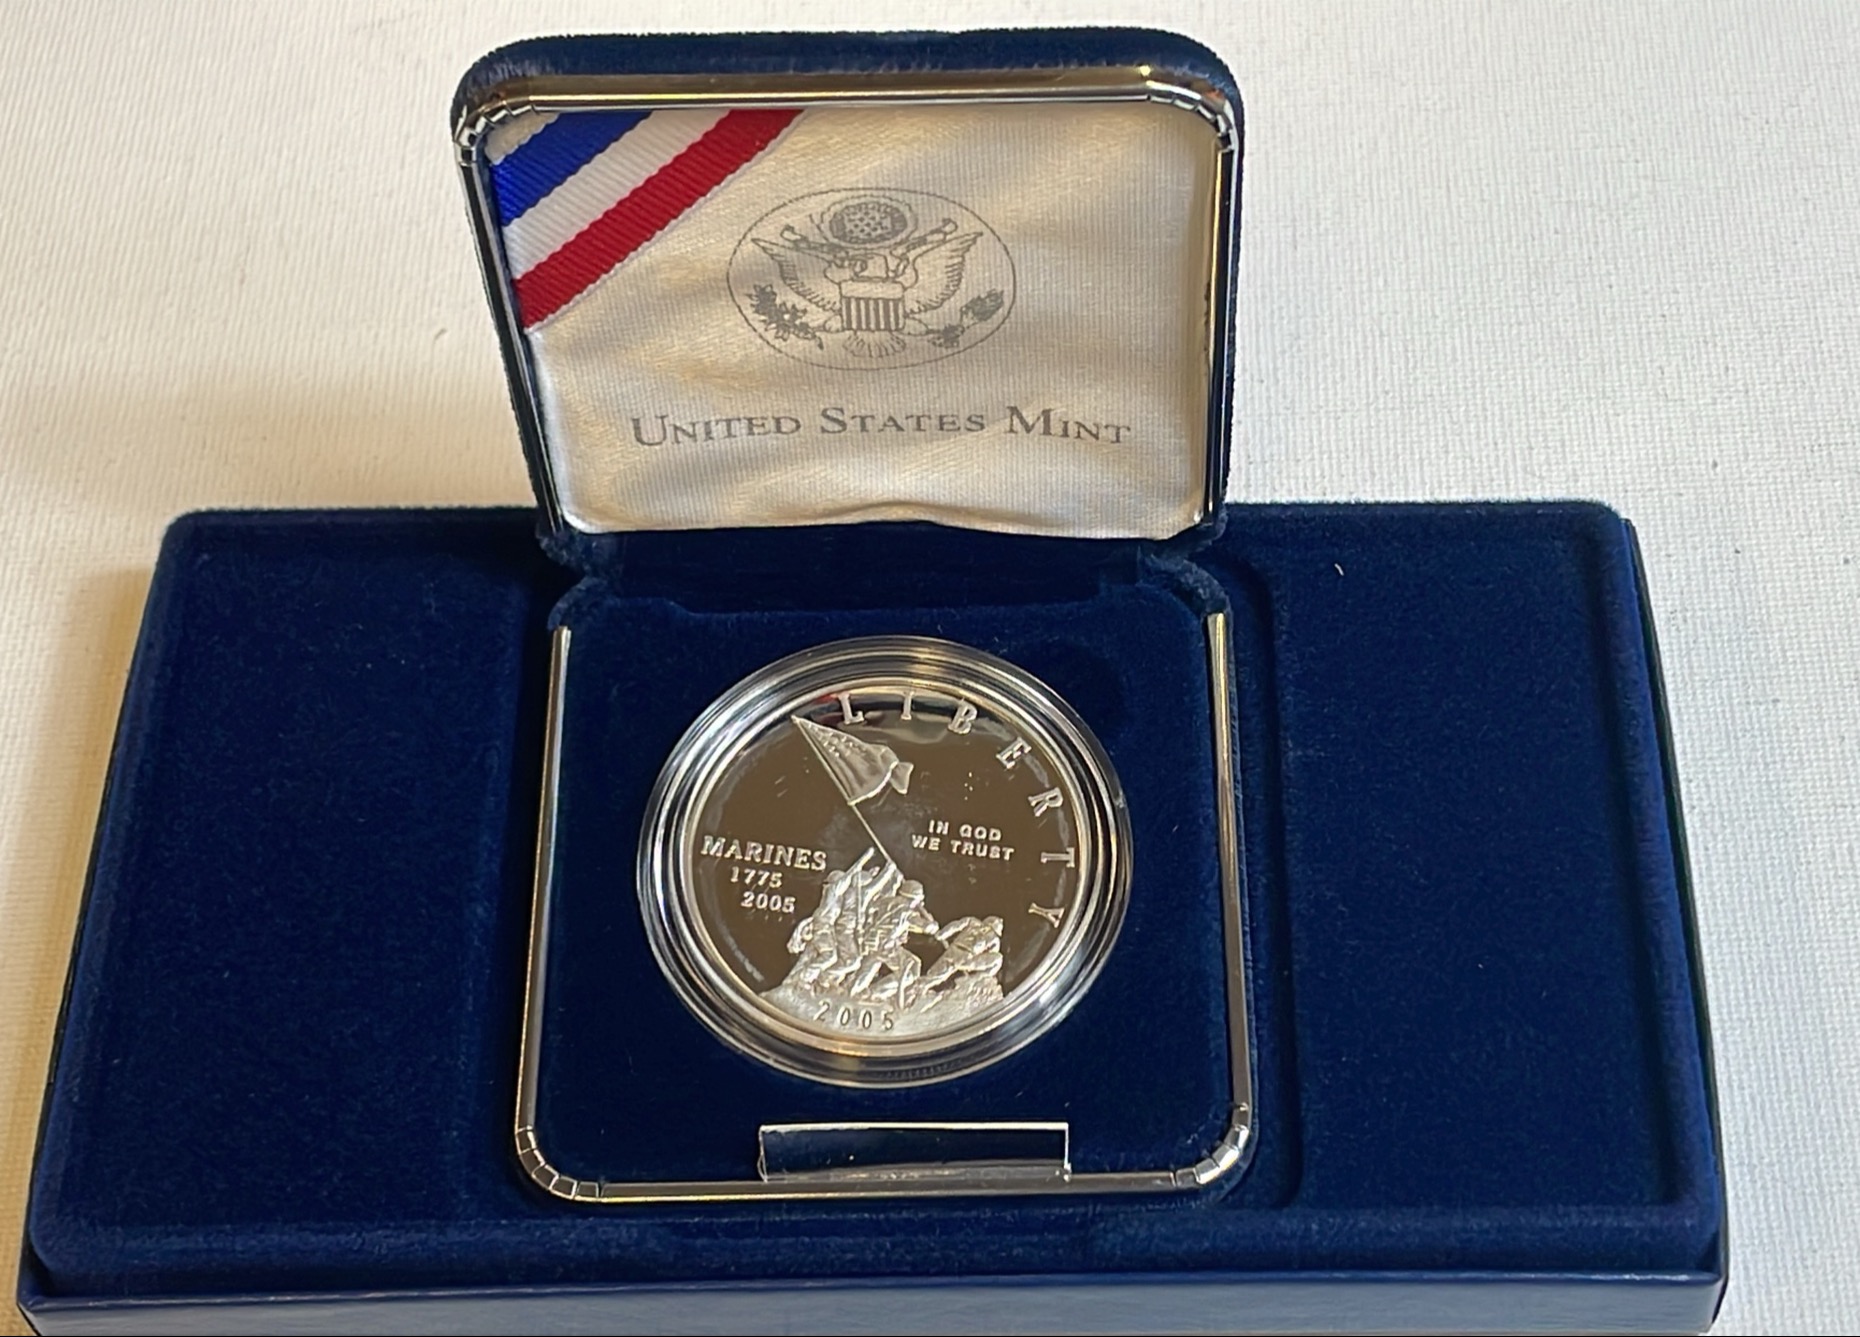 UNITED STATES MINT
LIBERTY
IN GOD
WE TRUST
MARINES
1775
2005
2005